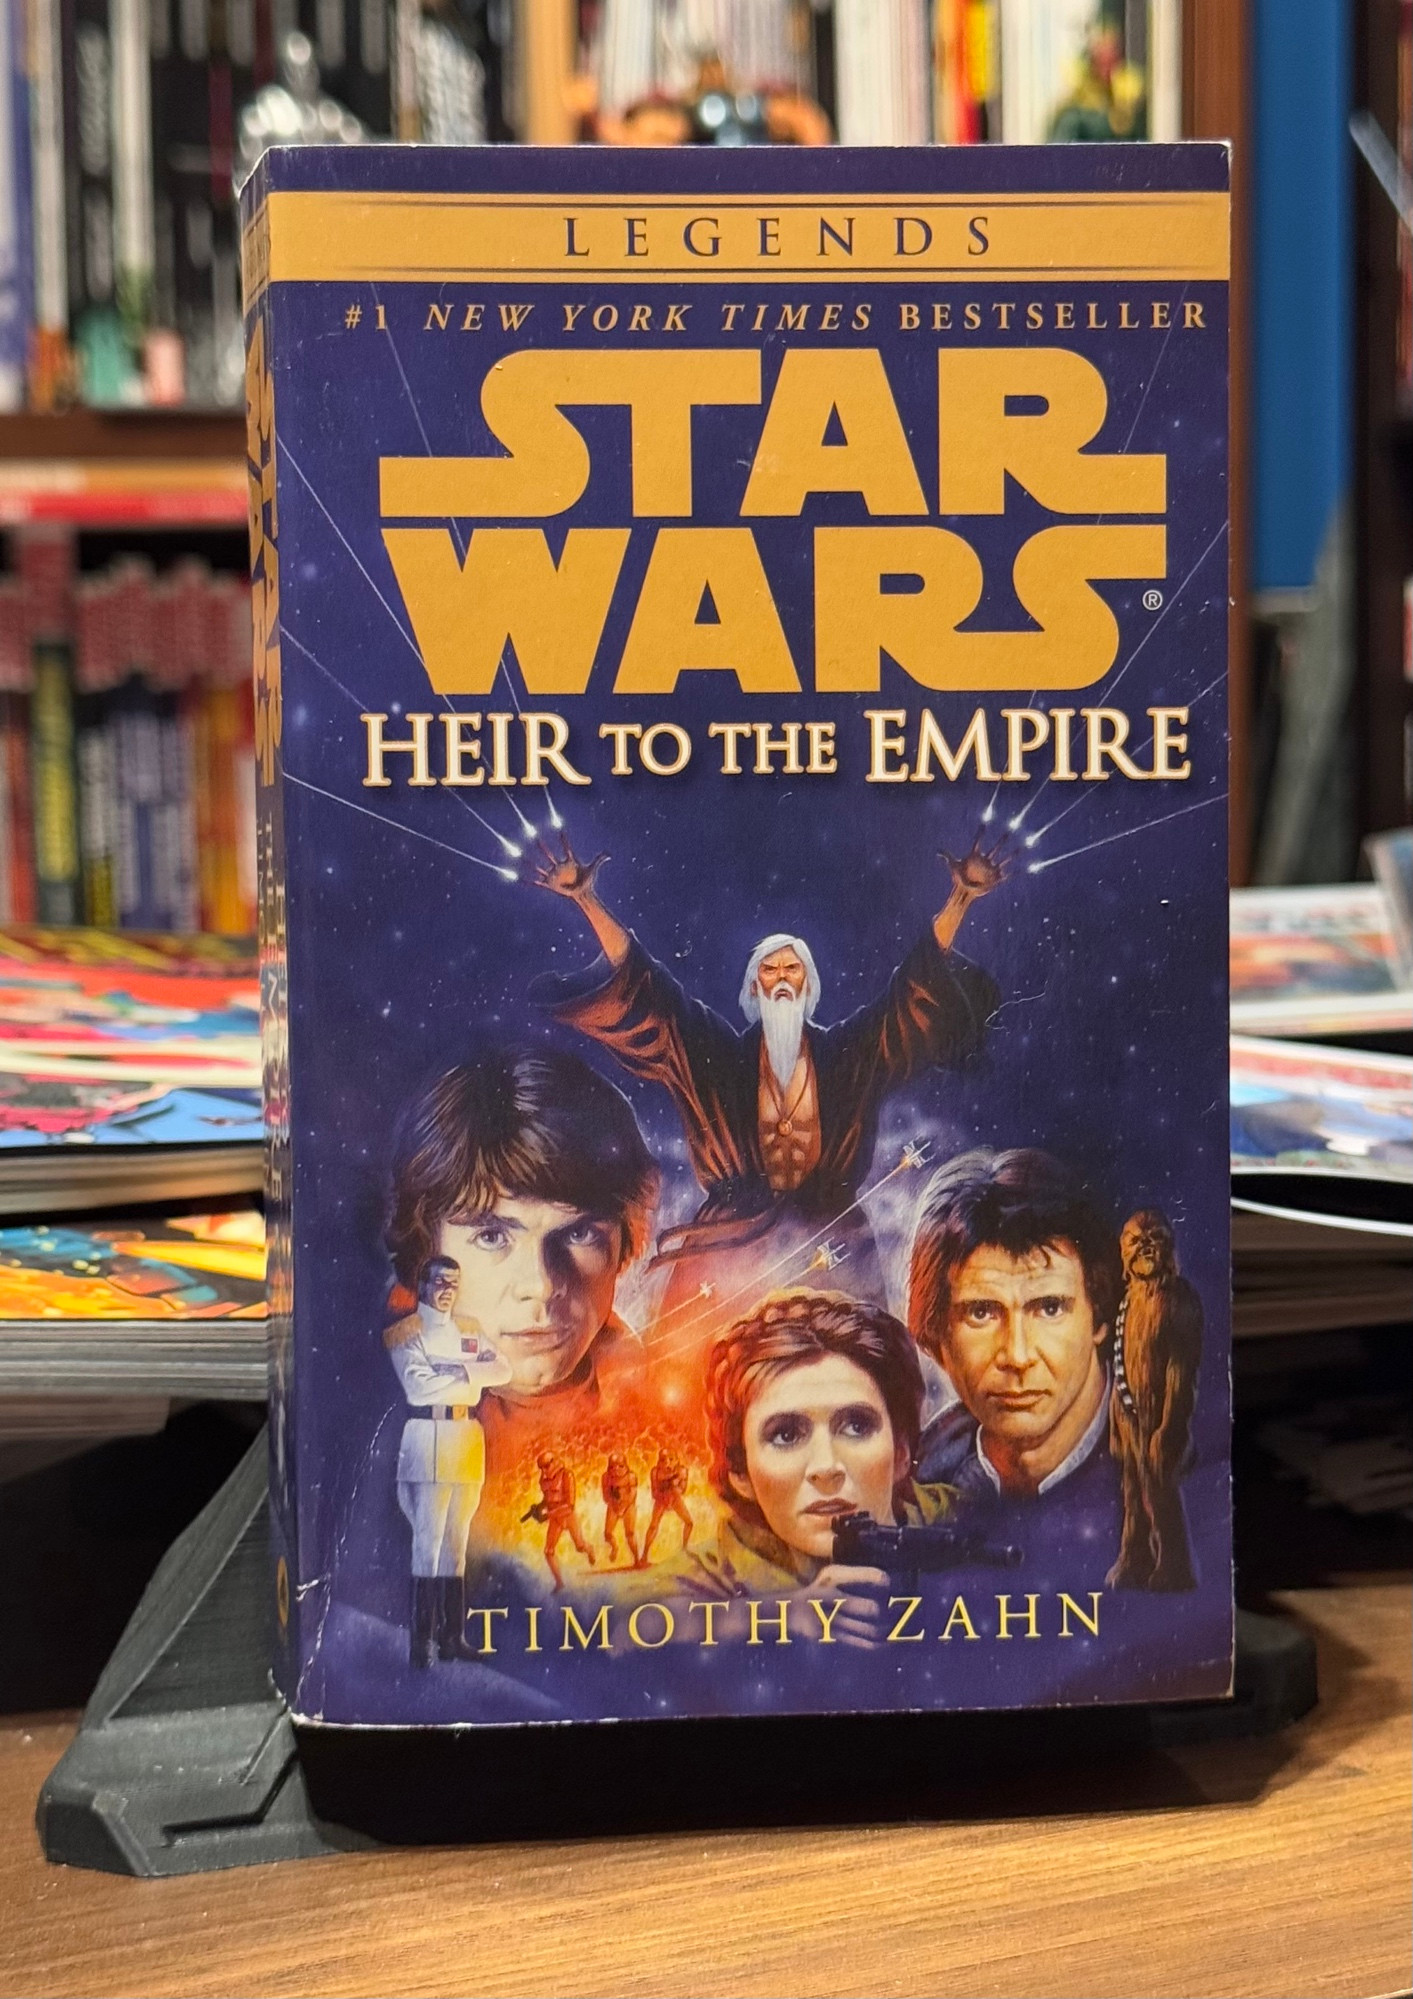 LEGENDS
#1 NEW YORK TIMES BESTSELLER
STAR
WARS®
HEIR TO THE EMPIRE
TIMOTHY ZAHN